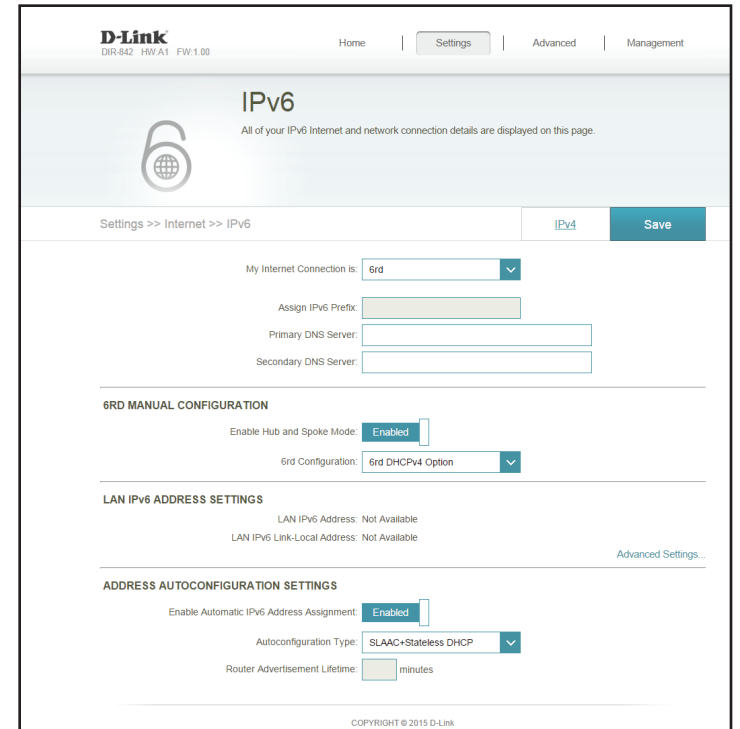 D-Link
DIR-842 HW:A1 FW:1.00
Home
Settings
Advanced
Management
IPv6
All of your IPv6 Internet and network connection details are displayed on this page.
Settings >> Internet >> IPv6
IPv4
Save
My Internet Connection is: 6rd
Assign IPv6 Prefix:
Primary DNS Server:
Secondary DNS Server:
6RD MANUAL CONFIGURATION
Enable Hub and Spoke Mode: Enabled
6rd Configuration: 6rd DHCPv4 Option
LAN IPv6 ADDRESS SETTINGS
LAN IPv6 Address: Not Available
LAN IPv6 Link-Local Address: Not Available
Advanced Settings...
ADDRESS AUTOCONFIGURATION SETTINGS
Enable Automatic IPv6 Address Assignment: Enabled
Autoconfiguration Type: SLAAC+Stateless DHCP
Router Advertisement Lifetime: minutes
COPYRIGHT © 2015 D-Link